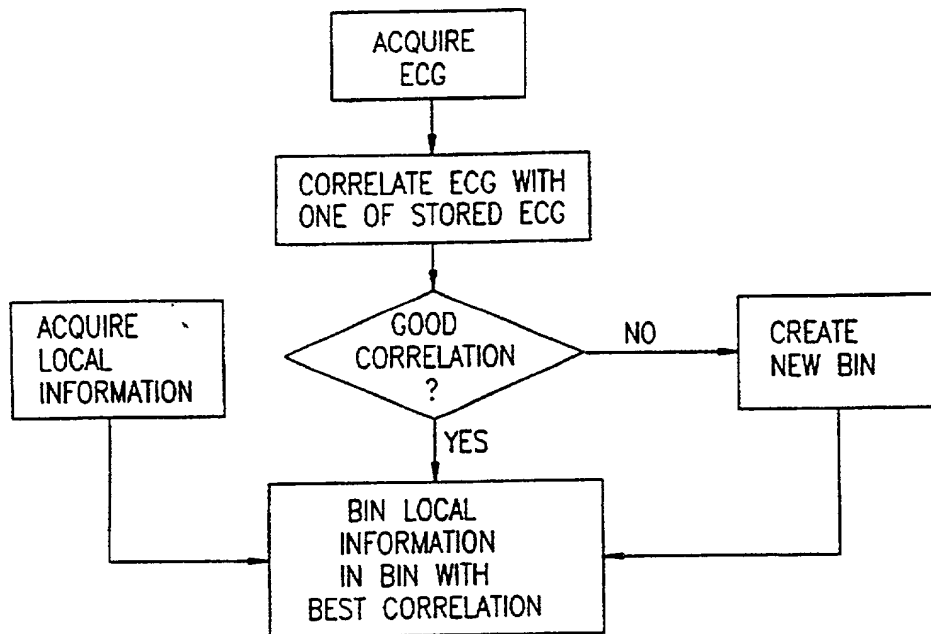 ACQUIRE
ECG
CORRELATE ECG WITH
ONE OF STORED ECG
ACQUIRE
LOCAL
INFORMATION
GOOD
CORRELATION
?
NO
CREATE
NEW BIN
YES
BIN LOCAL
INFORMATION
IN BIN WITH
BEST CORRELATION